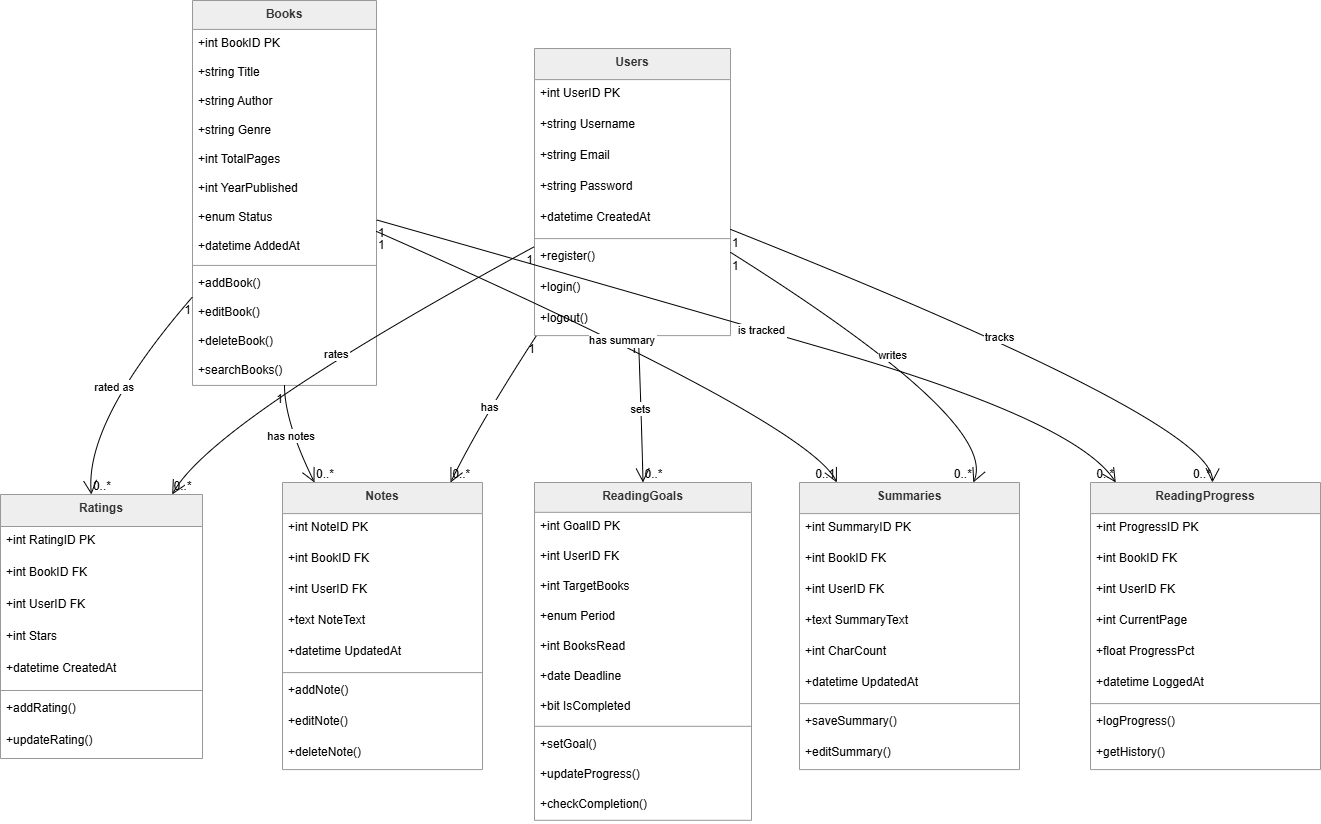 Books
+int BookID PK
+string Title
+string Author
+string Genre
+int TotalPages
+int YearPublished
+enum Status
+datetime AddedAt
+addBook()
+editBook()
+deleteBook()
+searchBooks()
Users
+int UserID PK
+string Username
+string Email
+string Password
+datetime CreatedAt
+register()
+login()
+logout()
1
1
1
1
1
1
1
1
1
is tracked
has summary
tracks
writes
rates
rated as
has
sets
has notes
0..*
0..*
0..*
0..*
0..*
0..1
0..*
0..*
0..*
Ratings
+int RatingID PK
+int BookID FK
+int UserID FK
+int Stars
+datetime CreatedAt
+addRating()
+updateRating()
Notes
+int NoteID PK
+int BookID FK
+int UserID FK
+text NoteText
+datetime UpdatedAt
+addNote()
+editNote()
+deleteNote()
ReadingGoals
+int GoalID PK
+int UserID FK
+int TargetBooks
+enum Period
+int BooksRead
+date Deadline
+bit IsCompleted
+setGoal()
+updateProgress()
+checkCompletion()
Summaries
+int SummaryID PK
+int BookID FK
+int UserID FK
+text SummaryText
+int CharCount
+datetime UpdatedAt
+saveSummary()
+editSummary()
ReadingProgress
+int ProgressID PK
+int BookID FK
+int UserID FK
+int CurrentPage
+float ProgressPct
+datetime LoggedAt
+logProgress()
+getHistory()